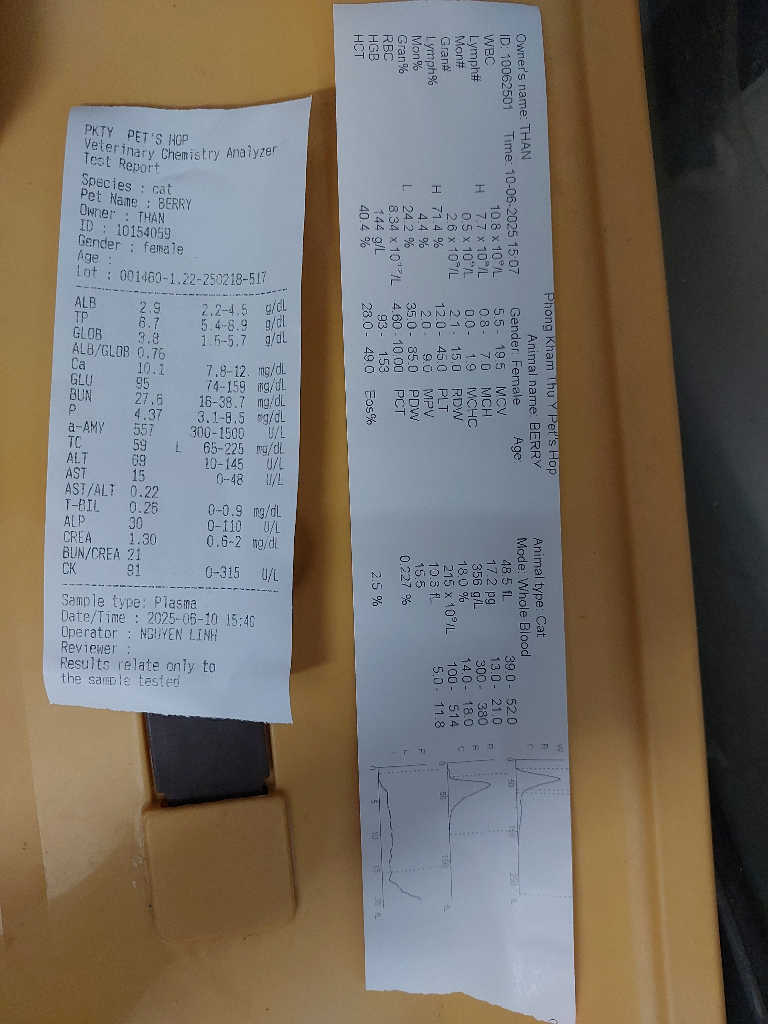 PKTY PET'S HOP
Veterinary Chemistry Analyzer
Test Report
Species : cat
Pet Name : BERRY
Owner : THAN
ID : 10154059
Gender : female
Age :
Lot : 001460-1.22-250218-517
ALB 2.9 2.2-4.5 g/dL
TP 6.7 5.4-8.9 g/dL
GLOB 3.8 1.5-5.7 g/dL
ALB/GLOB 0.76
Ca 10.1 7.8-12 mg/dL
GLU 95 74-159 mg/dL
BUN 27.6 16-38.7 mg/dL
P 4.37 3.1-8.5 mg/dL
a-AMY 557 300-1500 U/L
TC 59 L 65-225 mg/dL
ALT 69 10-145 U/L
AST 15 0-48 U/L
AST/ALT 0.22
T-BIL 0.26 0-0.9 mg/dL
ALP 30 0-110 U/L
CREA 1.30 0.6-2 mg/dL
BUN/CREA 21
CK 91 0-315 U/L
Sample type: Plasma
Date/Time : 2025-06-10 15:40
Operator : NGUYEN LINH
Reviewer :
Results relate only to
the sample tested
Phong Kham Thu Y Pet's Hop
Owner's name: THAN Animal name: BERRY Animal type: Cat
ID: 10062501 Time: 10-06-2025 15:07 Gender: Female Age: Mode: Whole Blood
WBC 10.8 x 10⁹/L 5.5 - 19.5 MCV 48.5 fL 39.0 - 52.0
Lymph# H 7.7 x 10⁹/L 0.8 - 7.0 MCH 17.2 pg 13.0 - 21.0
Mon# 0.5 x 10⁹/L 0.0 - 1.9 MCHC 356 g/L 300 - 380
Gran# 2.6 x 10⁹/L 2.1 - 15.0 RDW 18.0 % 14.0 - 18.0
Lymph% H 71.4 % 12.0 - 45.0 PLT 215 x 10⁹/L 100 - 514
Mon% 4.4 % 2.0 - 9.0 MPV fL 5.0 - 11.8
Gran% L 24.2 % 35.0 - 85.0 PDW 15.5
RBC 8.34 x 10¹²/L 4.60 - 10.00 PCT 0.227 %
HGB 144 g/L 93 - 153
HCT 40.4 % 28.0 - 49.0 Eos% 2.5 %